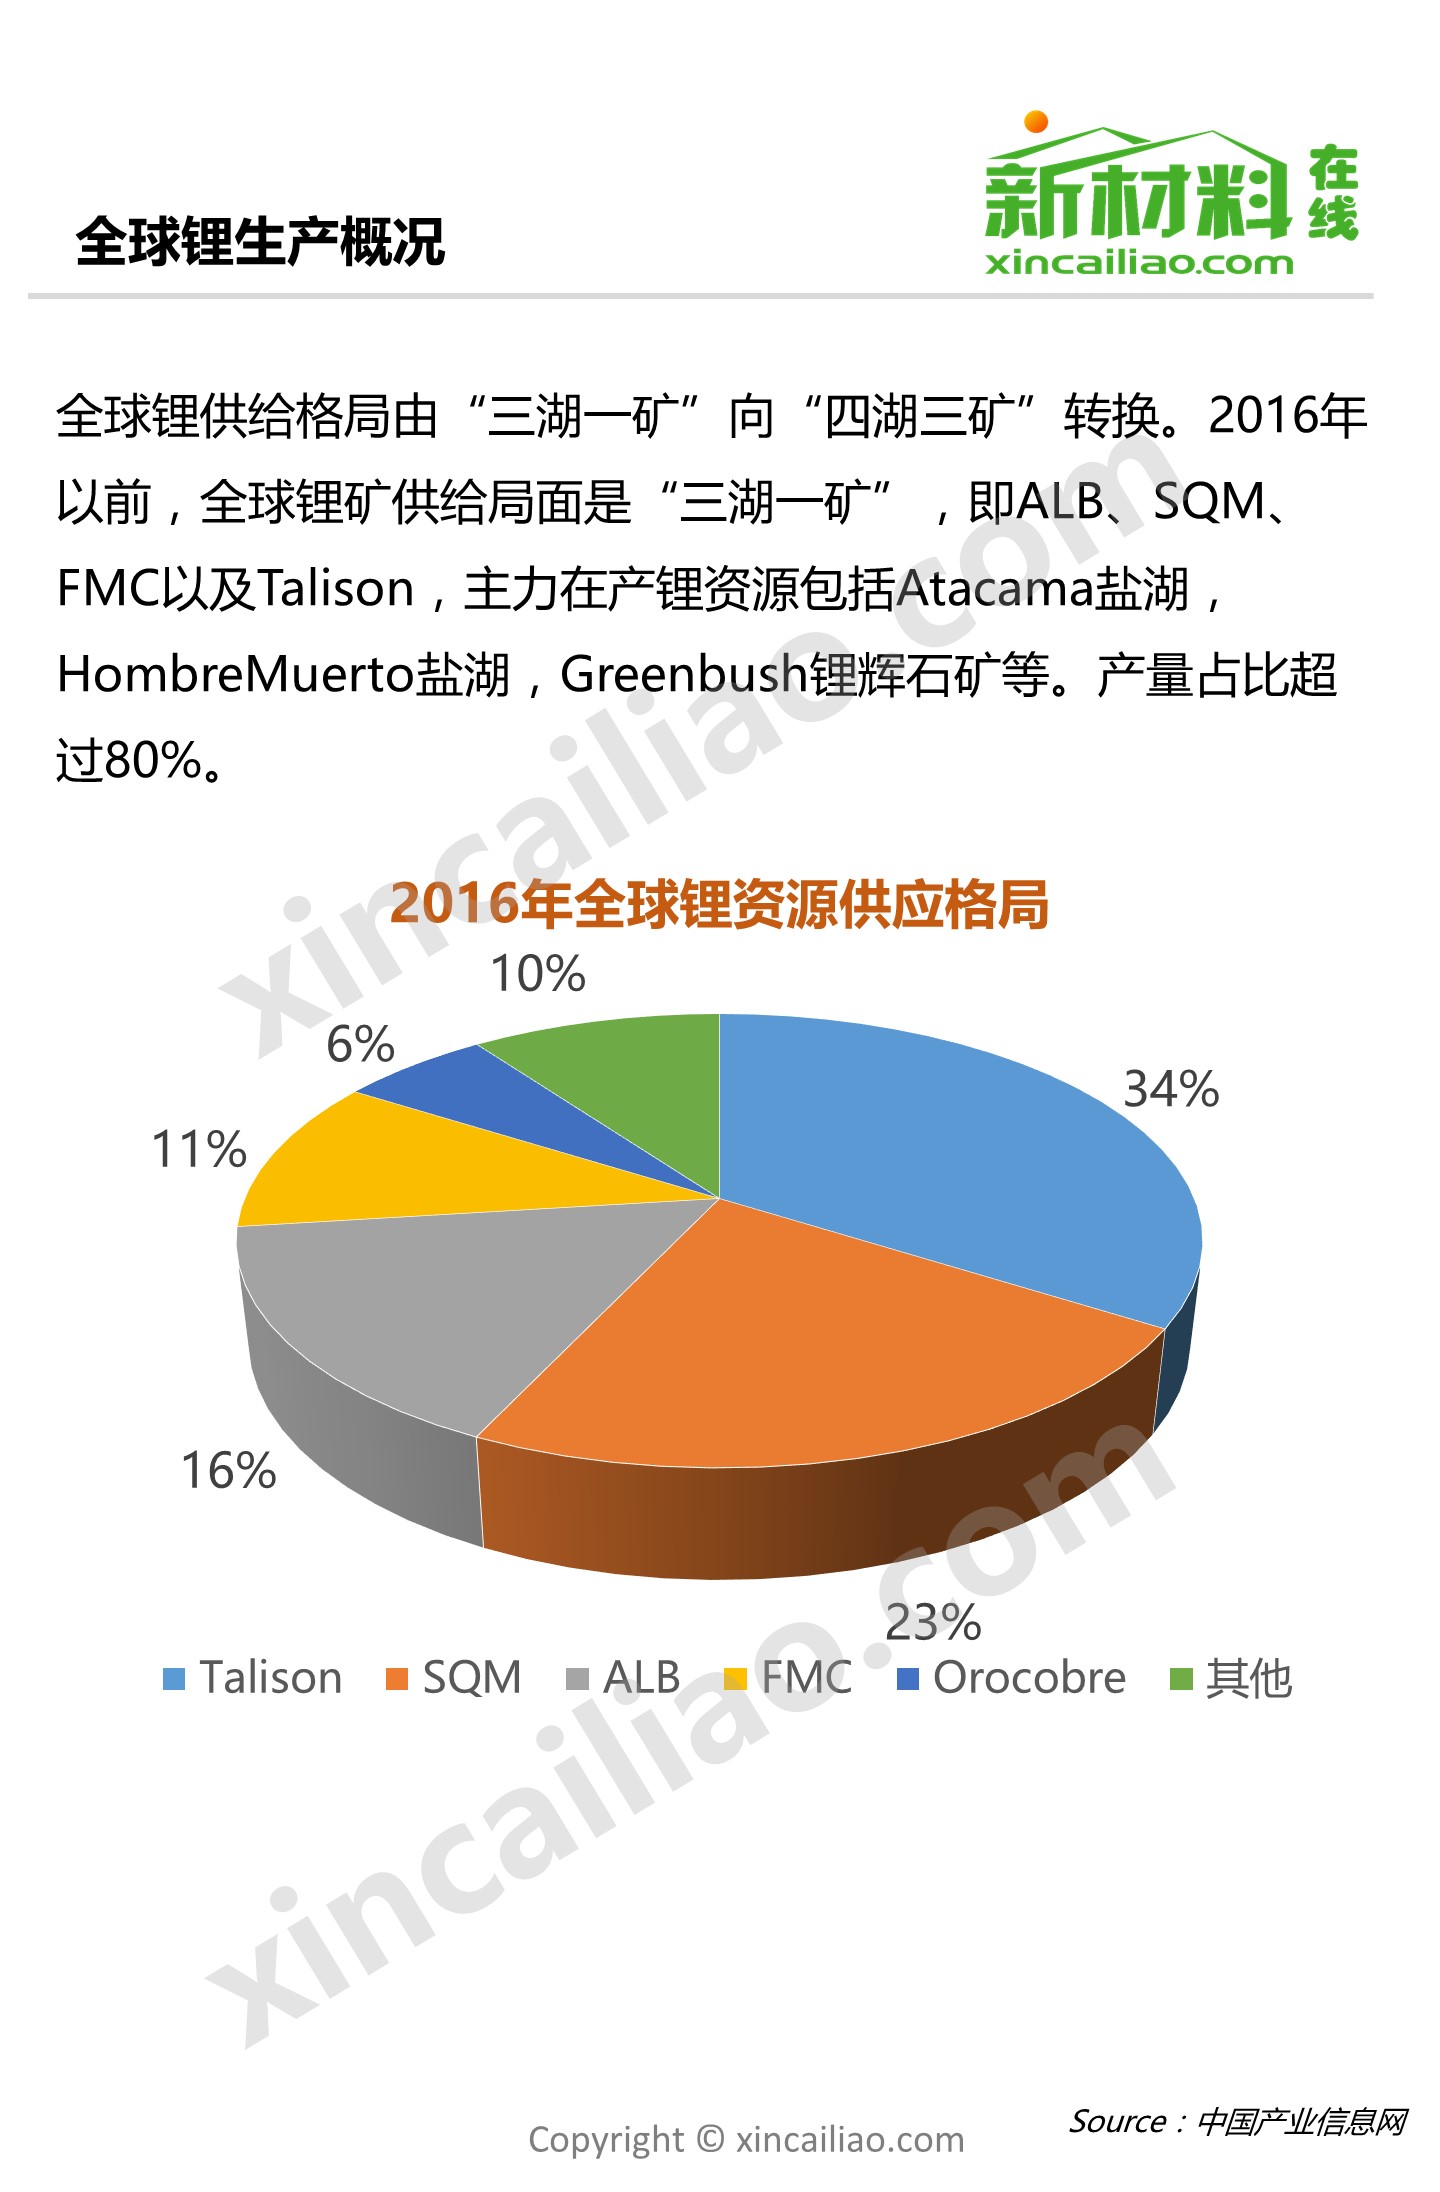 新材料在线
xincailiao.com
全球锂生产概况
全球锂供给格局由“三湖一矿”向“四湖三矿”转换。2016年
以前，全球锂矿供给局面是“三湖一矿”，即ALB、SQM、
FMC以及Talison，主力在产锂资源包括Atacama盐湖，
HombreMuerto盐湖，Greenbush锂辉石矿等。产量占比超
过80%。
xincailiao.com
2016年全球锂资源供应格局
10%
6%
34%
11%
16%
23%
Talison SQM ALB FMC Orocobre 其他
xincailiao.com
Source：中国产业信息网
Copyright © xincailiao.com